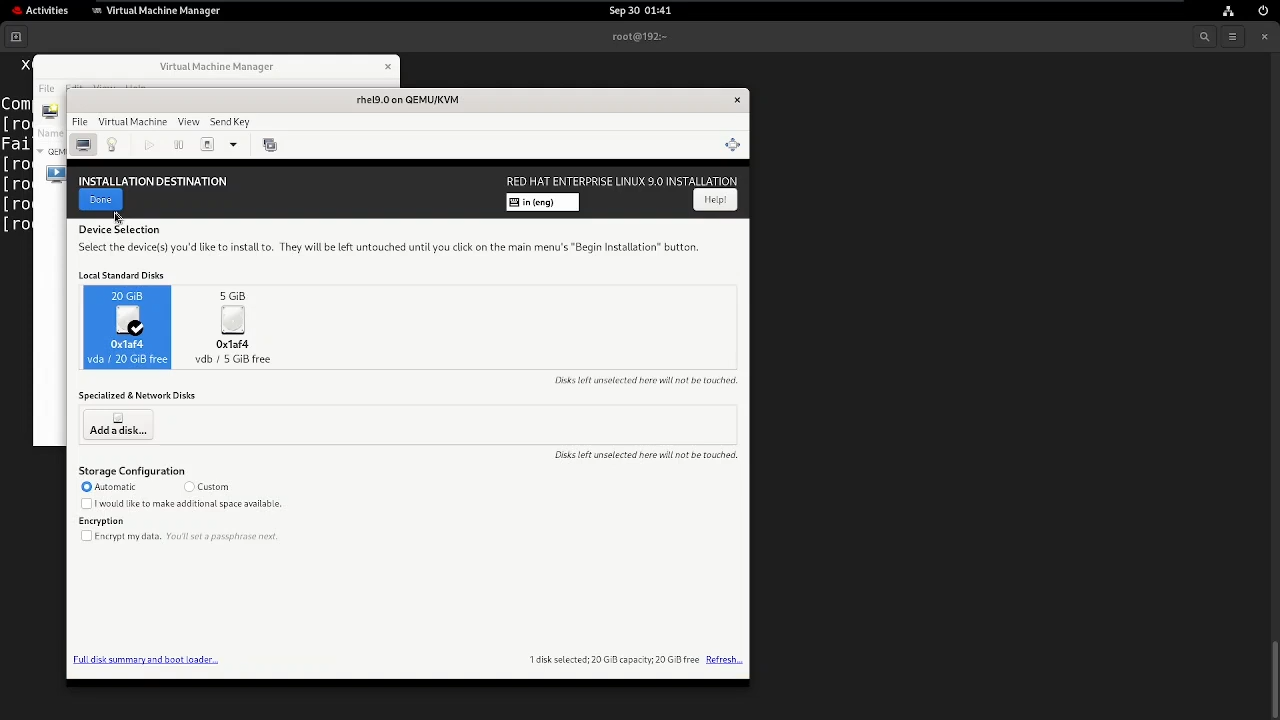 Activities
Virtual Machine Manager
Sep 30 01:41
root@192:~
Virtual Machine Manager
File Edit View Help
rhel9.0 on QEMU/KVM
Name
File Virtual Machine View Send Key
INSTALLATION DESTINATION
RED HAT ENTERPRISE LINUX 9.0 INSTALLATION
Done
in (eng)
Help!
Device Selection
Select the device(s) you'd like to install to. They will be left untouched until you click on the main menu's "Begin Installation" button.
Local Standard Disks
20 GiB
0x1af4
vda / 20 GiB free
5 GiB
0x1af4
vdb / 5 GiB free
Disks left unselected here will not be touched.
Specialized & Network Disks
Add a disk...
Disks left unselected here will not be touched.
Storage Configuration
Automatic
Custom
I would like to make additional space available.
Encryption
Encrypt my data. You'll set a passphrase next.
Full disk summary and boot loader...
1 disk selected; 20 GiB capacity; 20 GiB free
Refresh...